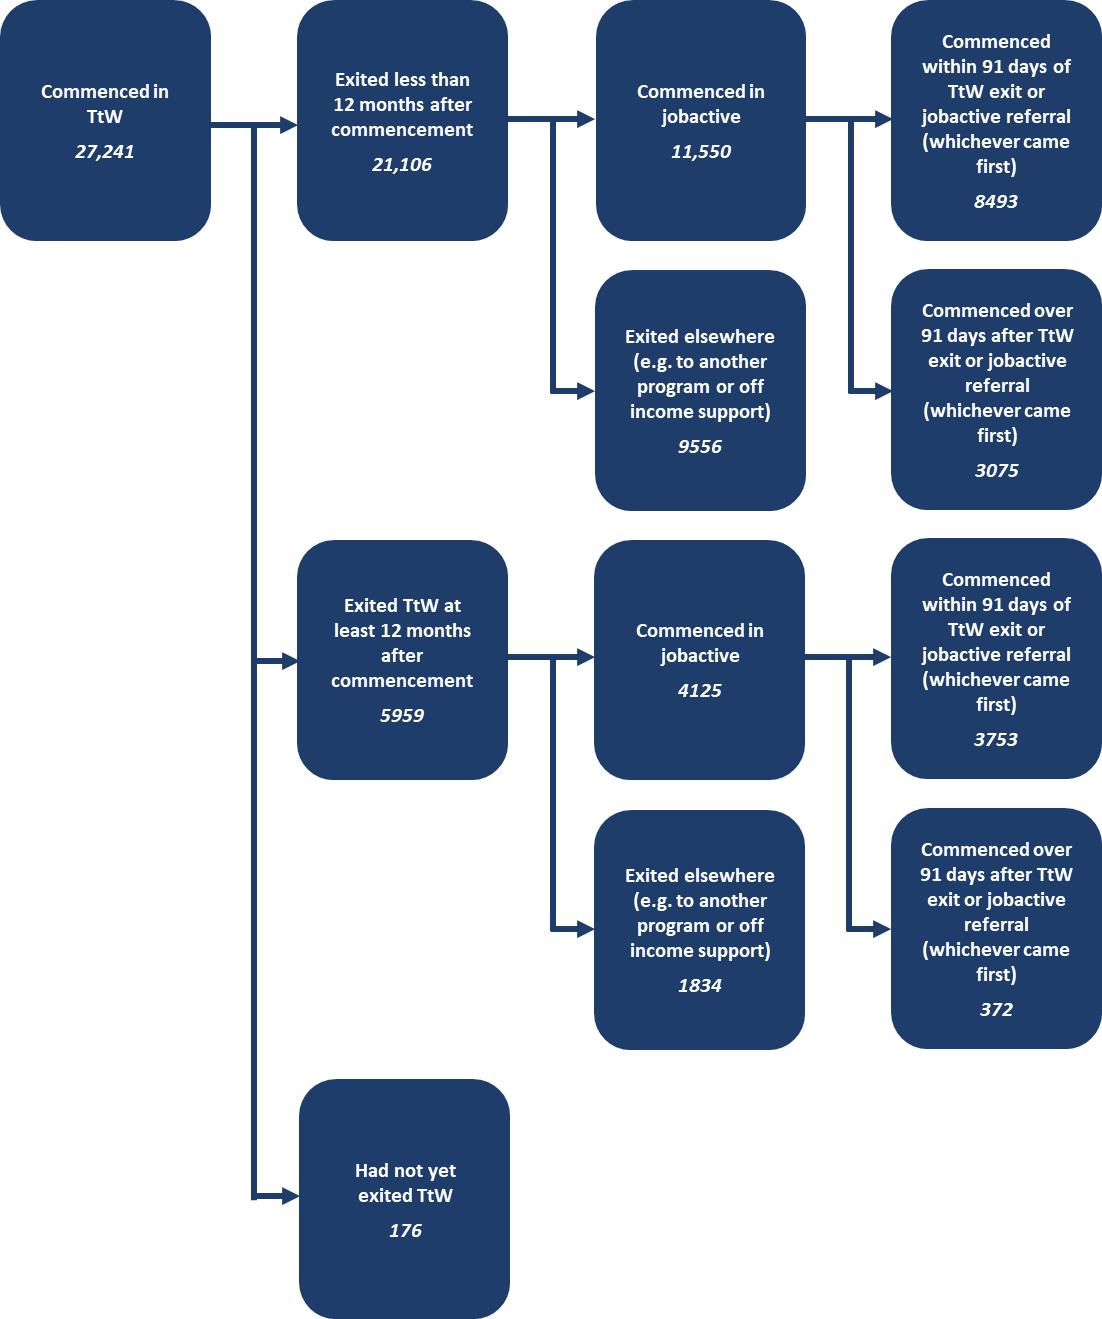 Commenced in
TtW
27,241
Exited less than
12 months after
commencement
21,106
Commenced in
jobactive
11,550
Commenced
within 91 days of
TtW exit or
jobactive referral
(whichever came
first)
8493
Exited elsewhere
(e.g. to another
program or off
income support)
9556
Commenced over
91 days after TtW
exit or jobactive
referral
(whichever came
first)
3075
Exited TtW at
least 12 months
after
commencement
5959
Commenced in
jobactive
4125
Commenced
within 91 days of
TtW exit or
jobactive referral
(whichever came
first)
3753
Exited elsewhere
(e.g. to another
program or off
income support)
1834
Commenced over
91 days after TtW
exit or jobactive
referral
(whichever came
first)
372
Had not yet
exited TtW
176